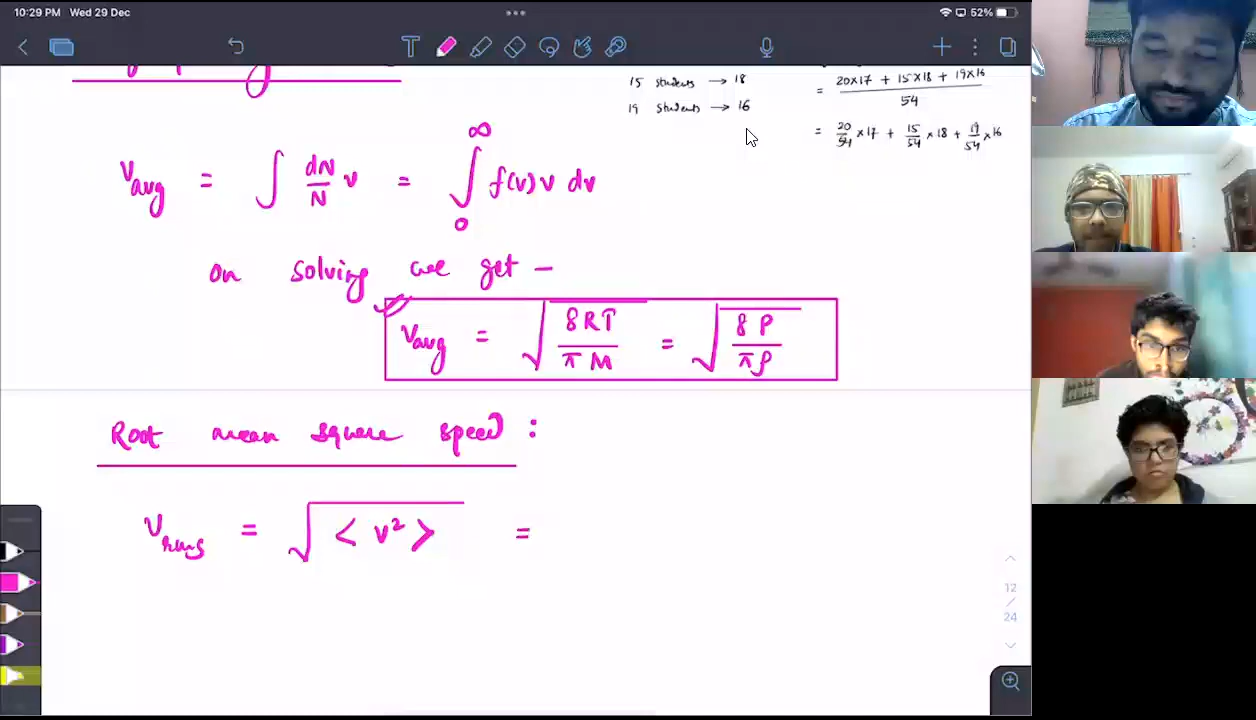 10:29 PM Wed 29 Dec
52%
15 students → 18
19 students → 16
= 20×17 + 15×18 + 19×16 / 54
= 20/54 ×17 + 15/54 ×18 + 19/54 ×16
Vavg = ∫ dN/N v = ∫₀^∞ f(v) v dv
on solving we get –
Vavg = √(8RT/πM) = √(8P/πρ)
Root mean square speed :
Vrms = √< v² > =
12
/
24